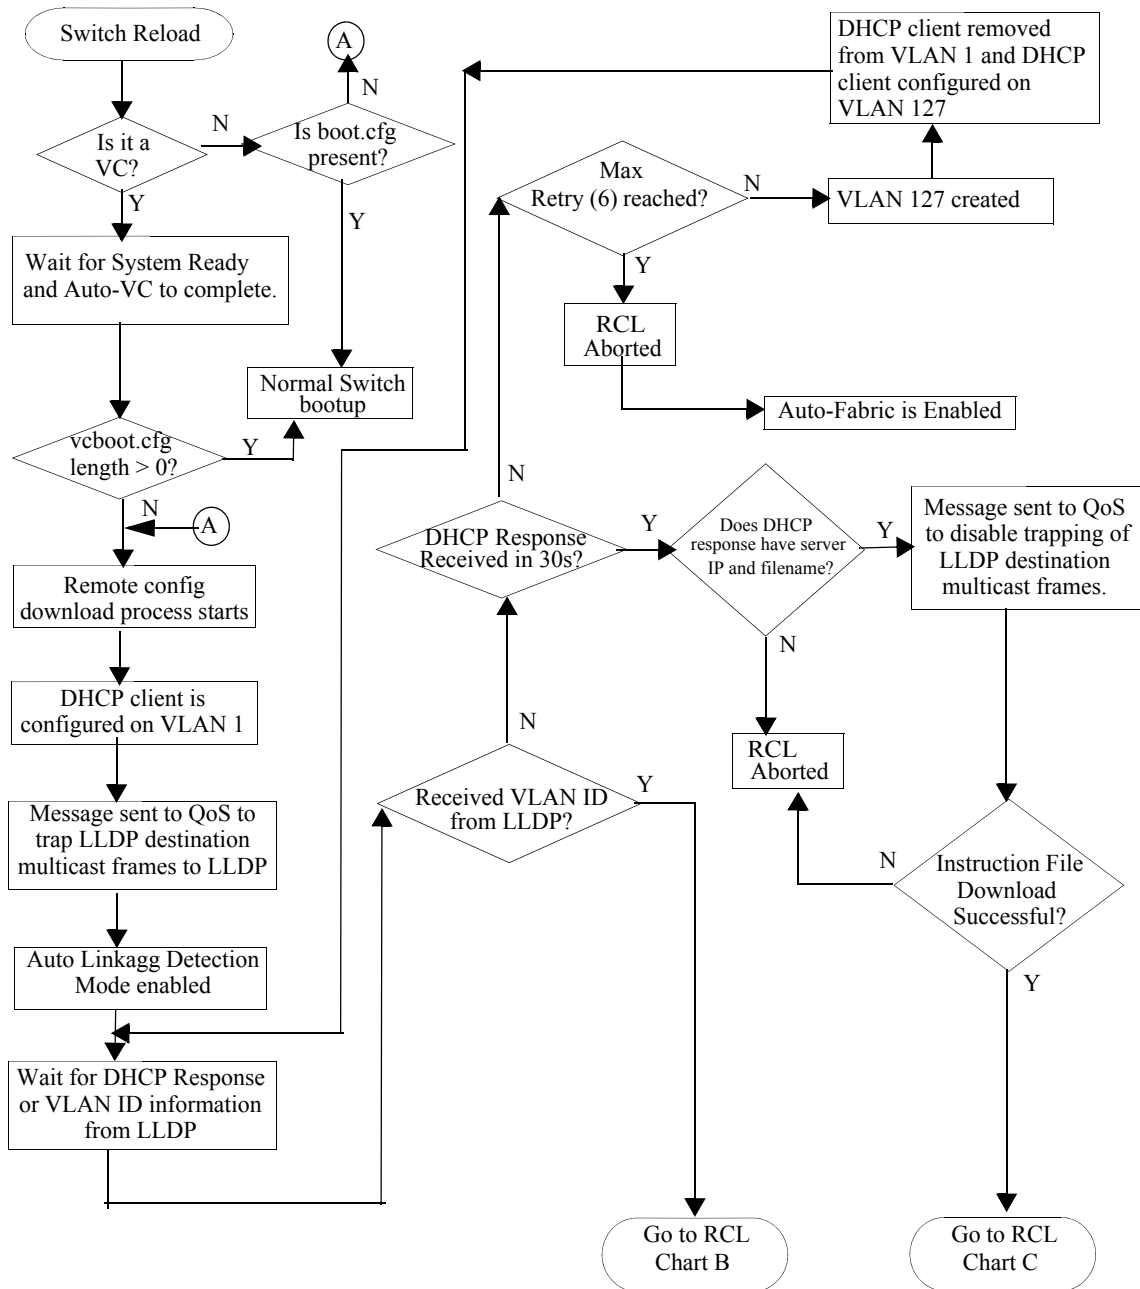 Switch Reload
Is it a
VC?
N
Y
Is boot.cfg
present?
N
A
Y
Wait for System Ready
and Auto-VC to complete.
Normal Switch
bootup
vcboot.cfg
length > 0?
Y
N
A
Remote config
download process starts
DHCP client is
configured on VLAN 1
Message sent to QoS to
trap LLDP destination
multicast frames to LLDP
Auto Linkagg Detection
Mode enabled
Wait for DHCP Response
or VLAN ID information
from LLDP
Received VLAN ID
from LLDP?
N
Y
Go to RCL
Chart B
DHCP Response
Received in 30s?
N
Y
Max
Retry (6) reached?
N
Y
VLAN 127 created
DHCP client removed
from VLAN 1 and DHCP
client configured on
VLAN 127
RCL
Aborted
Auto-Fabric is Enabled
Does DHCP
response have server
IP and filename?
Y
N
RCL
Aborted
Message sent to QoS
to disable trapping of
LLDP destination
multicast frames.
Instruction File
Download
Successful?
N
Y
Go to RCL
Chart C